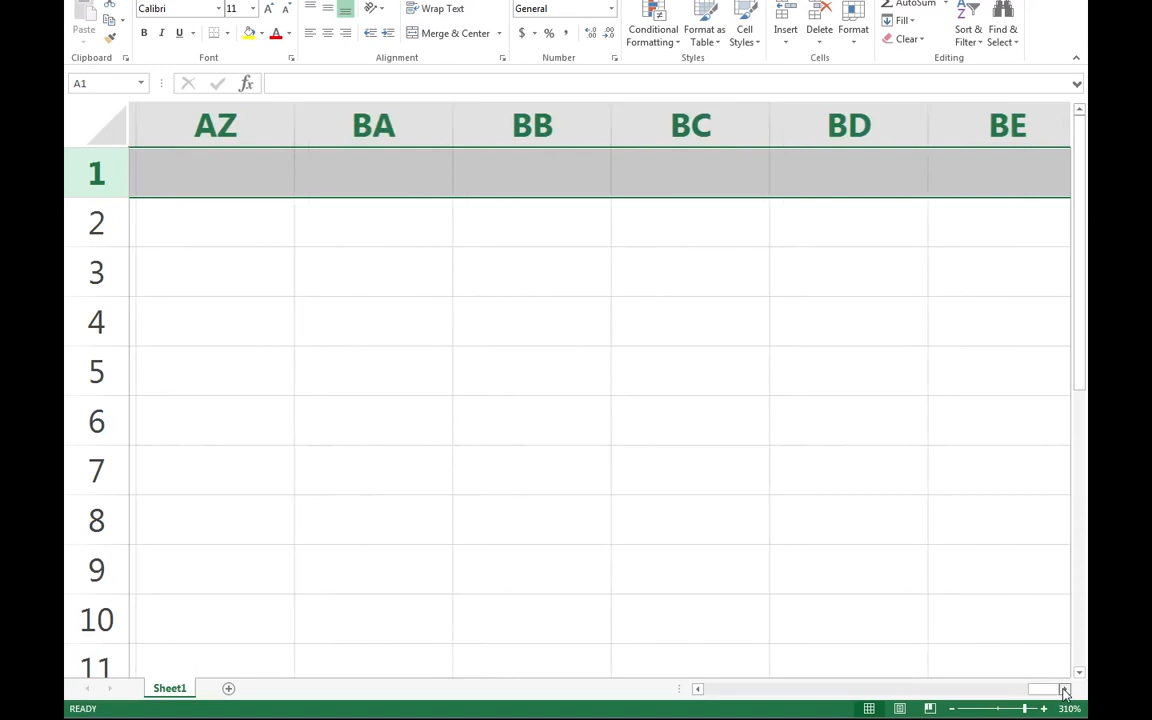 Calibri 11 Wrap Text General AutoSum
Paste Conditional Format as Cell Insert Delete Format Fill Sort & Find &
B I U Merge & Center $ % , Formatting Table Styles Clear Filter Select
Clipboard Font Alignment Number Styles Cells Editing
A1 fx
AZ BA BB BC BD BE
1
2
3
4
5
6
7
8
9
10
11
Sheet1
READY 310%